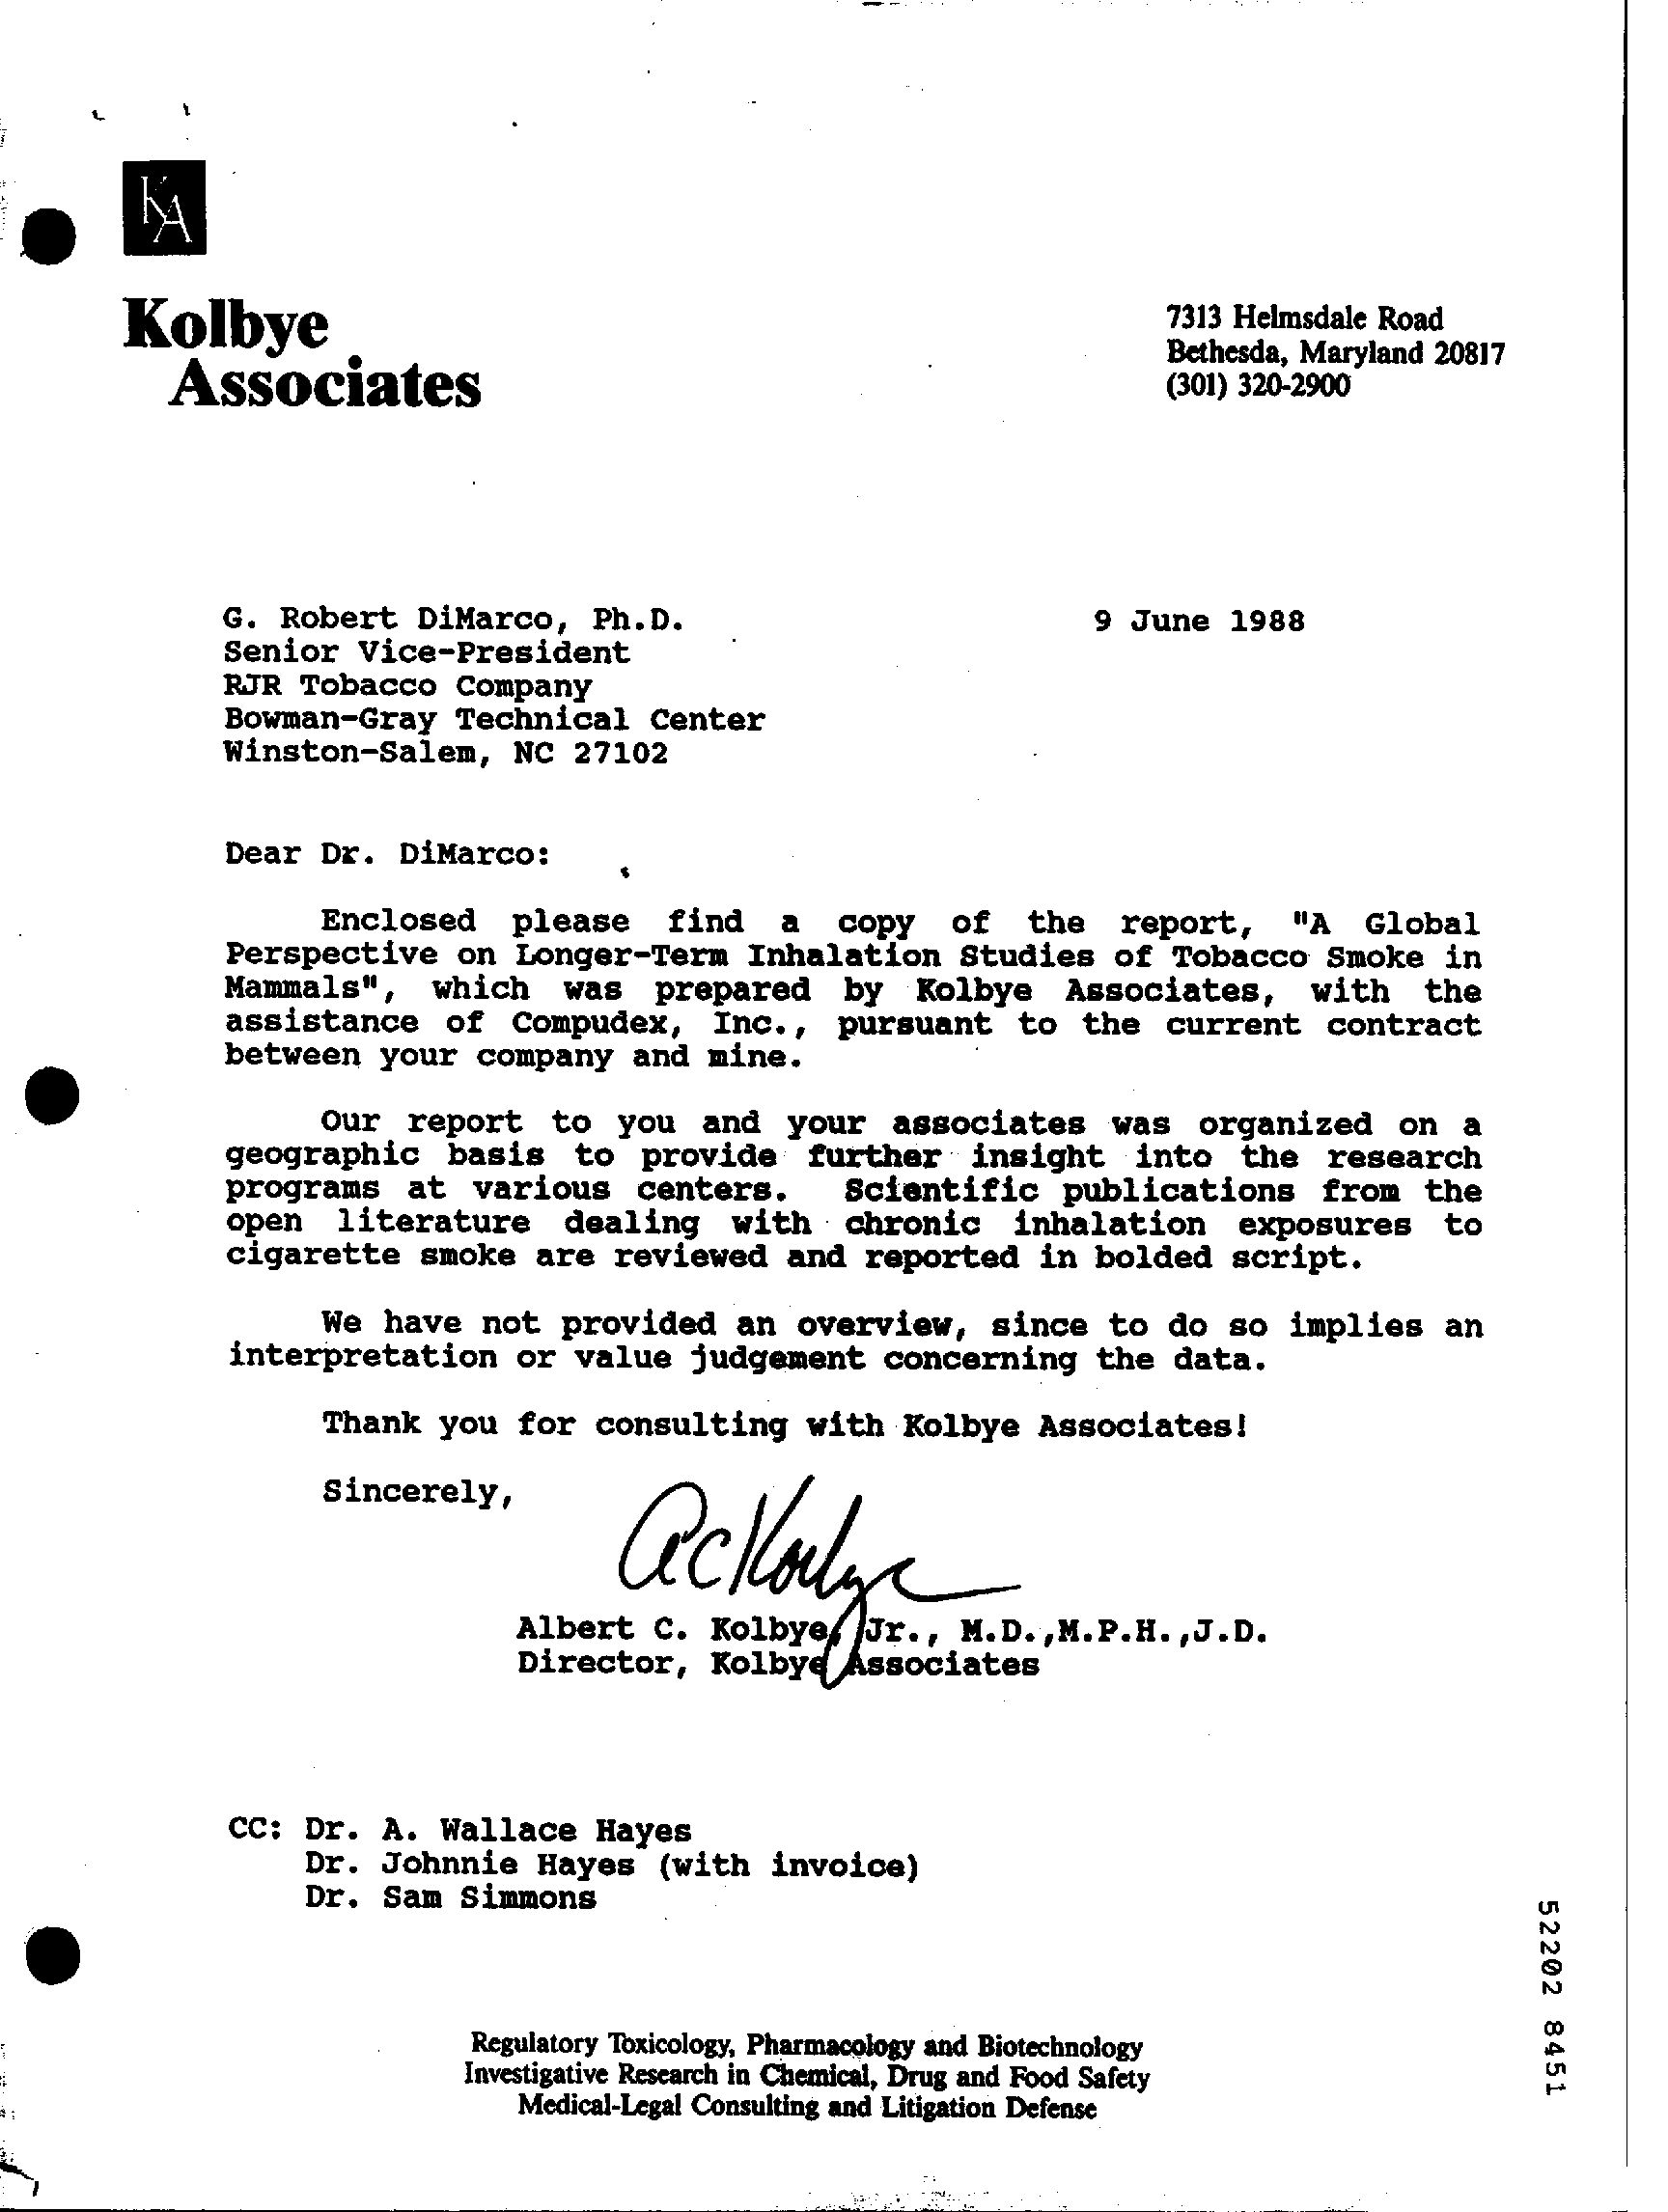 KA
Kolbye
Associates
7313 Helmsdale Road
Bethesda, Maryland 20817
(301) 320-2900
G. Robert DiMarco, Ph.D.
9 June 1988
Senior Vice-President
RJR Tobacco Company
Bowman-Gray Technical Center
Winston-Salem, NC 27102
Dear Dr. DiMarco:
Enclosed please find a copy of the report, "A Global
Perspective on Longer-Term Inhalation Studies of Tobacco Smoke in
Mammals", which was prepared by Kolbye Associates, with the
assistance of Compudex, Inc., pursuant to the current contract
between your company and mine.
Our report to you and your associates was organized on a
geographic basis to provide further insight into the research
programs at various centers. Scientific publications from the
open literature dealing with chronic inhalation exposures to
cigarette smoke are reviewed and reported in bolded script.
We have not provided an overview, since to do so implies an
interpretation or value judgement concerning the data.
Thank you for consulting with Kolbye Associates!
Sincerely,
ACKolbye
Albert C. Kolbye, Jr., M.D.,M.P.H.,J.D.
Director, Kolbye Associates
CC: Dr. A. Wallace Hayes
Dr. Johnnie Hayes (with invoice)
Dr. Sam Simmons
52202 8451
Regulatory Toxicology, Pharmacology and Biotechnology
Investigative Research in Chemical, Drug and Food Safety
Medical-Legal Consulting and Litigation Defense